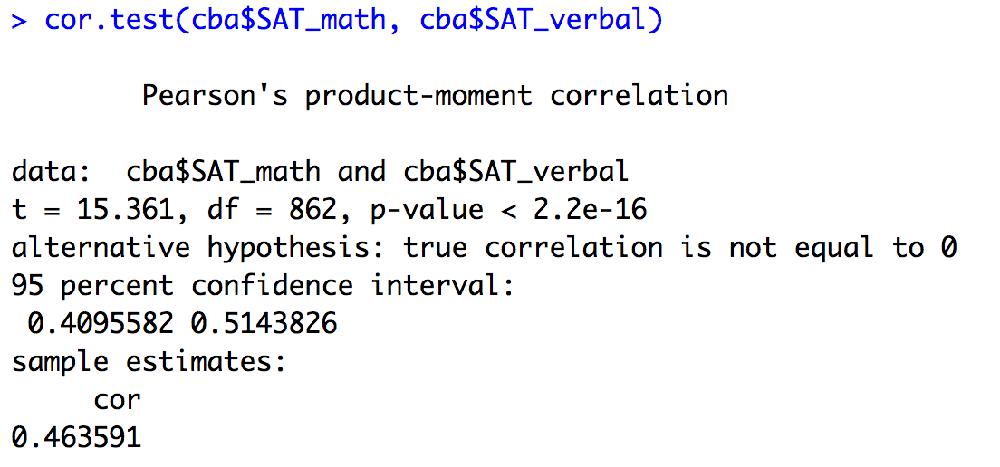 > cor.test(cba$SAT_math, cba$SAT_verbal)
Pearson's product-moment correlation
data:  cba$SAT_math and cba$SAT_verbal
t = 15.361, df = 862, p-value < 2.2e-16
alternative hypothesis: true correlation is not equal to 0
95 percent confidence interval:
0.4095582 0.5143826
sample estimates:
cor
0.463591